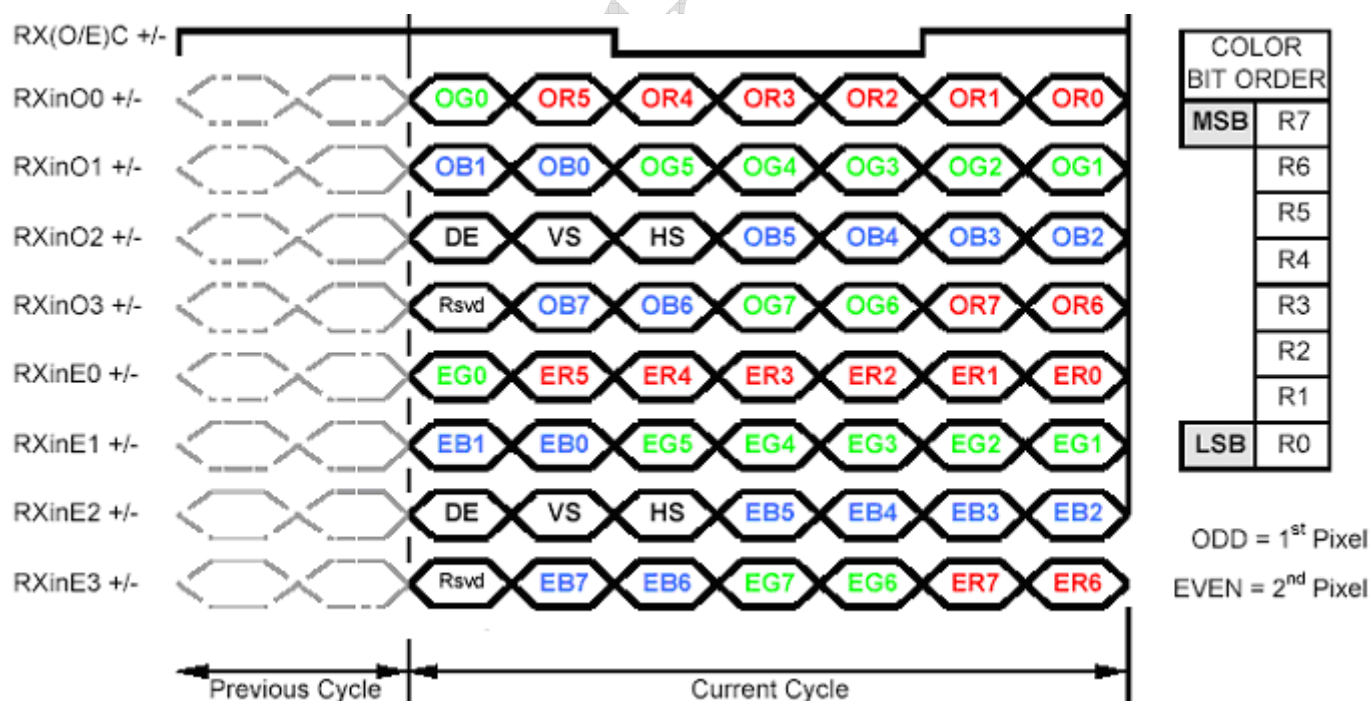 RX(O/E)C +/-
RXinO0 +/- OG0 OR5 OR4 OR3 OR2 OR1 OR0
RXinO1 +/- OB1 OB0 OG5 OG4 OG3 OG2 OG1
RXinO2 +/- DE VS HS OB5 OB4 OB3 OB2
RXinO3 +/- Rsvd OB7 OB6 OG7 OG6 OR7 OR6
RXinE0 +/- EG0 ER5 ER4 ER3 ER2 ER1 ER0
RXinE1 +/- EB1 EB0 EG5 EG4 EG3 EG2 EG1
RXinE2 +/- DE VS HS EB5 EB4 EB3 EB2
RXinE3 +/- Rsvd EB7 EB6 EG7 EG6 ER7 ER6
Previous Cycle
Current Cycle
COLOR
BIT ORDER
MSB R7
R6
R5
R4
R3
R2
R1
LSB R0
ODD = 1st Pixel
EVEN = 2nd Pixel